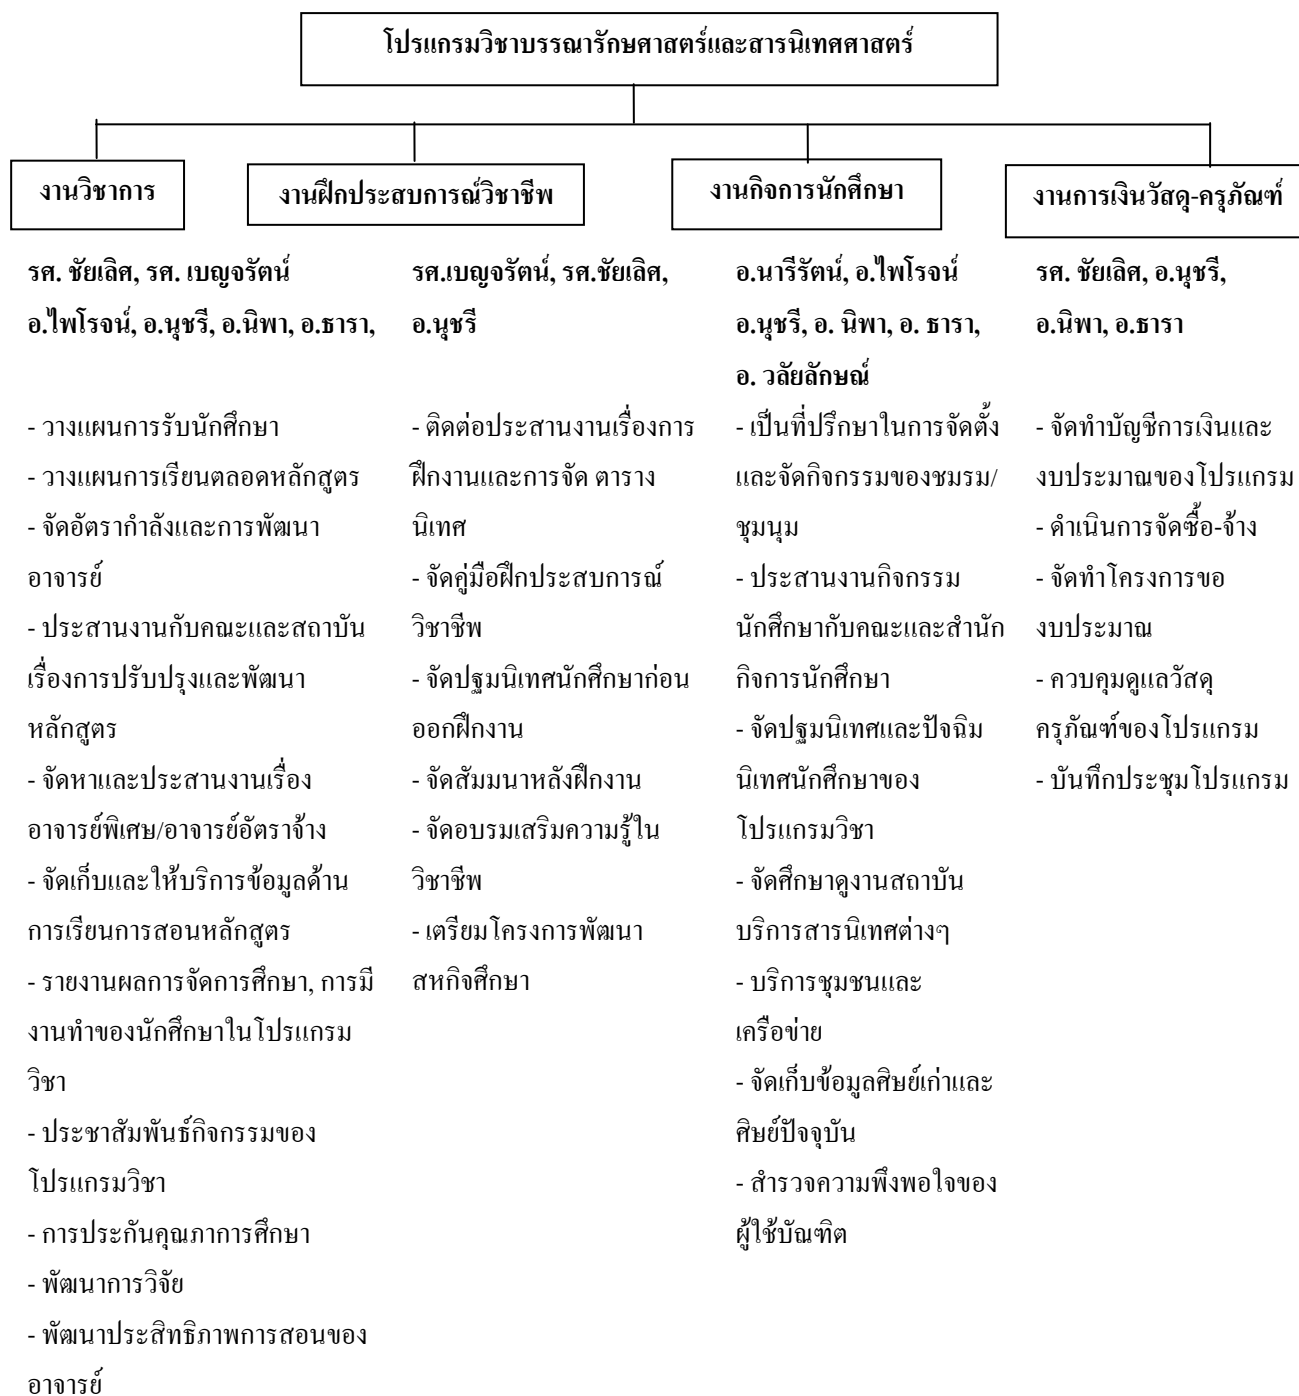 โปรแกรมวิชาบรรณารักษศาสตร์และสารนิเทศศาสตร์
งานวิชาการ
งานฝึกประสบการณ์วิชาชีพ
งานกิจการนักศึกษา
งานการเงินวัสดุ-ครุภัณฑ์
รศ. ชัยเลิศ, รศ. เบญจรัตน์
อ.ไพโรจน์, อ.นุชรี, อ.นิพา, อ.ธารา,
- วางแผนการรับนักศึกษา
- วางแผนการเรียนตลอดหลักสูตร
- จัดอัตรากำลังและการพัฒนา
อาจารย์
- ประสานงานกับคณะและสถาบัน
เรื่องการปรับปรุงและพัฒนา
หลักสูตร
- จัดหาและประสานงานเรื่อง
อาจารย์พิเศษ/อาจารย์อัตราจ้าง
- จัดเก็บและให้บริการข้อมูลด้าน
การเรียนการสอนหลักสูตร
- รายงานผลการจัดการศึกษา, การมี
งานทำของนักศึกษาในโปรแกรม
วิชา
- ประชาสัมพันธ์กิจกรรมของ
โปรแกรมวิชา
- การประกันคุณภาการศึกษา
- พัฒนาการวิจัย
- พัฒนาประสิทธิภาพการสอนของ
อาจารย์
รศ.เบญจรัตน์, รศ.ชัยเลิศ,
อ.นุชรี
- ติดต่อประสานงานเรื่องการ
ฝึกงานและการจัด ตาราง
นิเทศ
- จัดคู่มือฝึกประสบการณ์
วิชาชีพ
- จัดปฐมนิเทศนักศึกษาก่อน
ออกฝึกงาน
- จัดสัมมนาหลังฝึกงาน
- จัดอบรมเสริมความรู้ใน
วิชาชีพ
- เตรียมโครงการพัฒนา
สหกิจศึกษา
อ.นารีรัตน์, อ.ไพโรจน์
อ.นุชรี, อ. นิพา, อ. ธารา,
อ. วลัยลักษณ์
- เป็นที่ปรึกษาในการจัดตั้ง
และจัดกิจกรรมของชมรม/
ชุมนุม
- ประสานงานกิจกรรม
นักศึกษากับคณะและสำนัก
กิจการนักศึกษา
- จัดปฐมนิเทศและปัจฉิม
นิเทศนักศึกษาของ
โปรแกรมวิชา
- จัดศึกษาดูงานสถาบัน
บริการสารนิเทศต่างๆ
- บริการชุมชนและ
เครือข่าย
- จัดเก็บข้อมูลศิษย์เก่าและ
ศิษย์ปัจจุบัน
- สำรวจความพึงพอใจของ
ผู้ใช้บัณฑิต
รศ. ชัยเลิศ, อ.นุชรี,
อ.นิพา, อ.ธารา
- จัดทำบัญชีการเงินและ
งบประมาณของโปรแกรม
- ดำเนินการจัดซื้อ-จ้าง
- จัดทำโครงการขอ
งบประมาณ
- ควบคุมดูแลวัสดุ
ครุภัณฑ์ของโปรแกรม
- บันทึกประชุมโปรแกรม